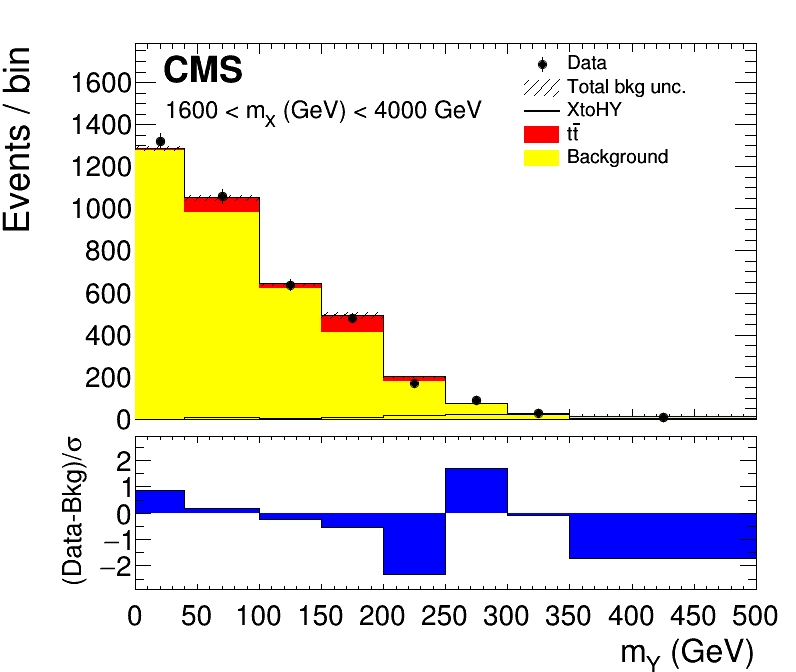 CMS
1600 < m_X (GeV) < 4000 GeV
Data
Total bkg unc.
XtoHY
tt̄
Background
Events / bin
1600
1400
1200
1000
800
600
400
200
0
(Data-Bkg)/σ
2
1
0
−1
−2
0 50 100 150 200 250 300 350 400 450 500
m_Y (GeV)